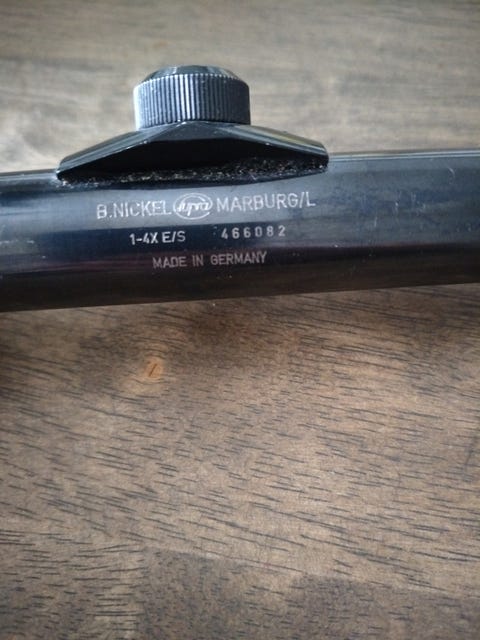 B.NICKEL MARBURG/L
1-4X E/S 466082
MADE IN GERMANY